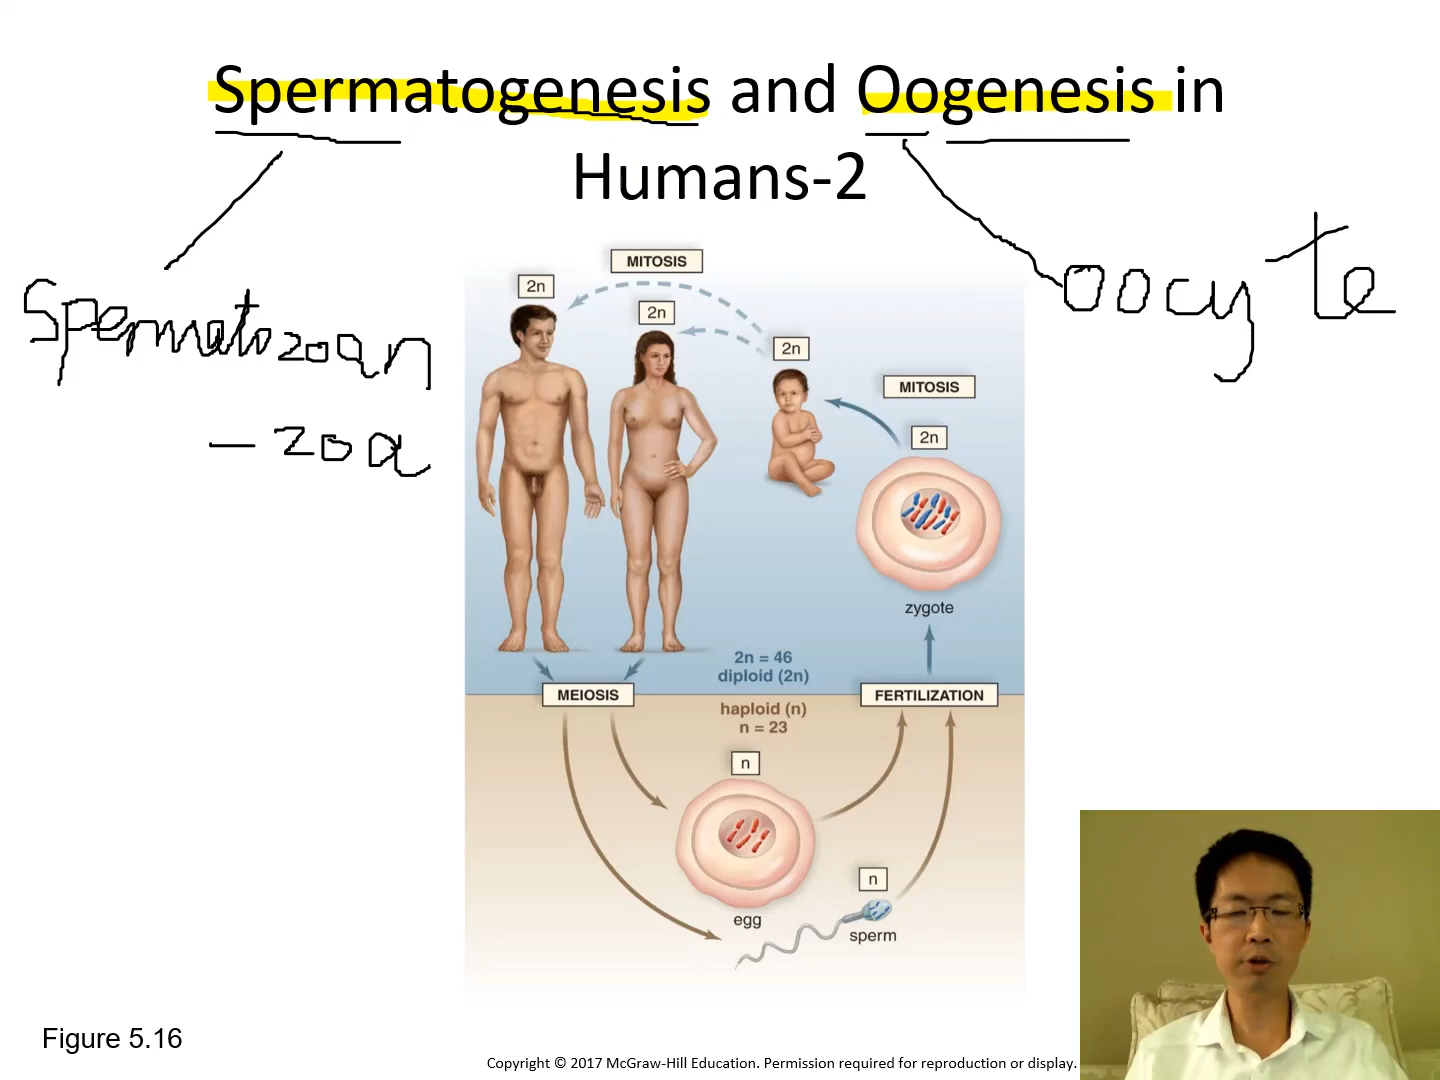 Spermatogenesis and Oogenesis in
Humans-2
Spermatozoan
- zoa
oocyte
MITOSIS
2n
2n
2n
MITOSIS
2n
zygote
2n = 46
diploid (2n)
MEIOSIS
FERTILIZATION
haploid (n)
n = 23
n
egg
n
sperm
Figure 5.16
Copyright © 2017 McGraw-Hill Education. Permission required for reproduction or display.